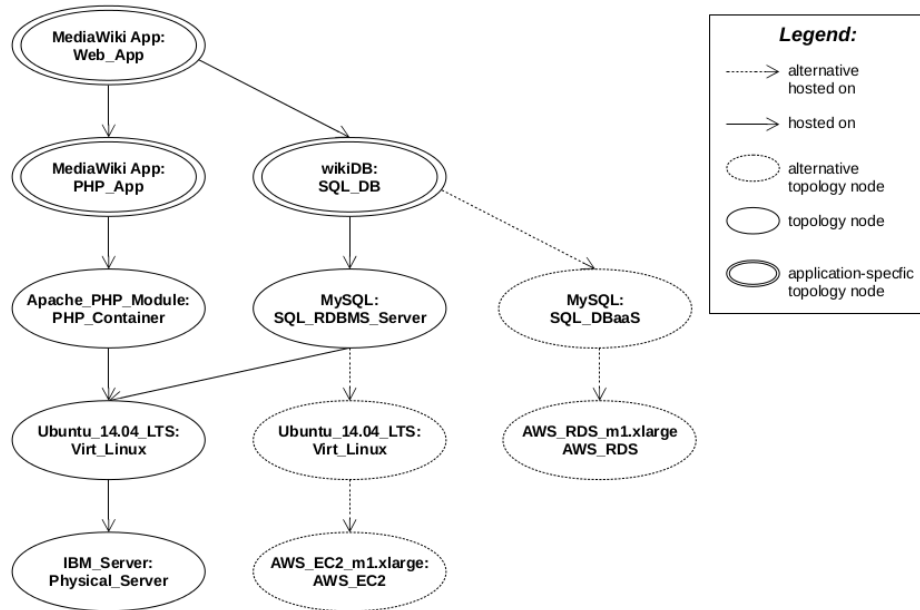 MediaWiki App:
Web_App
MediaWiki App:
PHP_App
wikiDB:
SQL_DB
Apache_PHP_Module:
PHP_Container
MySQL:
SQL_RDBMS_Server
MySQL:
SQL_DBaaS
Ubuntu_14.04_LTS:
Virt_Linux
Ubuntu_14.04_LTS:
Virt_Linux
AWS_RDS_m1.xlarge
AWS_RDS
IBM_Server:
Physical_Server
AWS_EC2_m1.xlarge:
AWS_EC2
Legend:
alternative
hosted on
hosted on
alternative
topology node
topology node
application-specfic
topology node